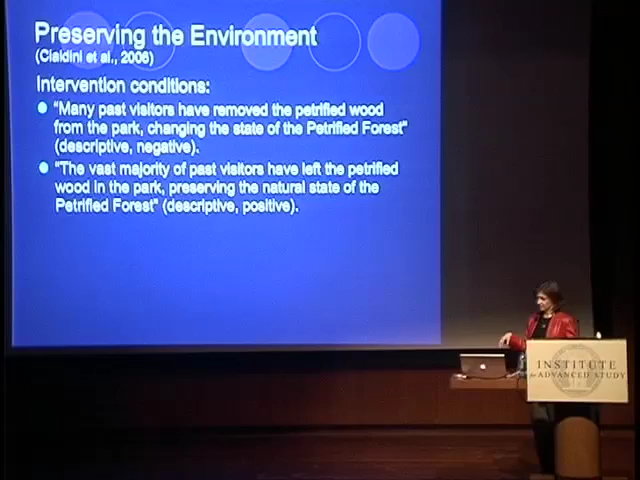 Preserving the Environment
(Cialdini et al., 2006)
Intervention conditions:
"Many past visitors have removed the petrified wood
from the park, changing the state of the Petrified Forest"
(descriptive, negative).
"The vast majority of past visitors have left the petrified
wood in the park, preserving the natural state of the
Petrified Forest" (descriptive, positive).
INSTITUTE
for ADVANCED STUDY